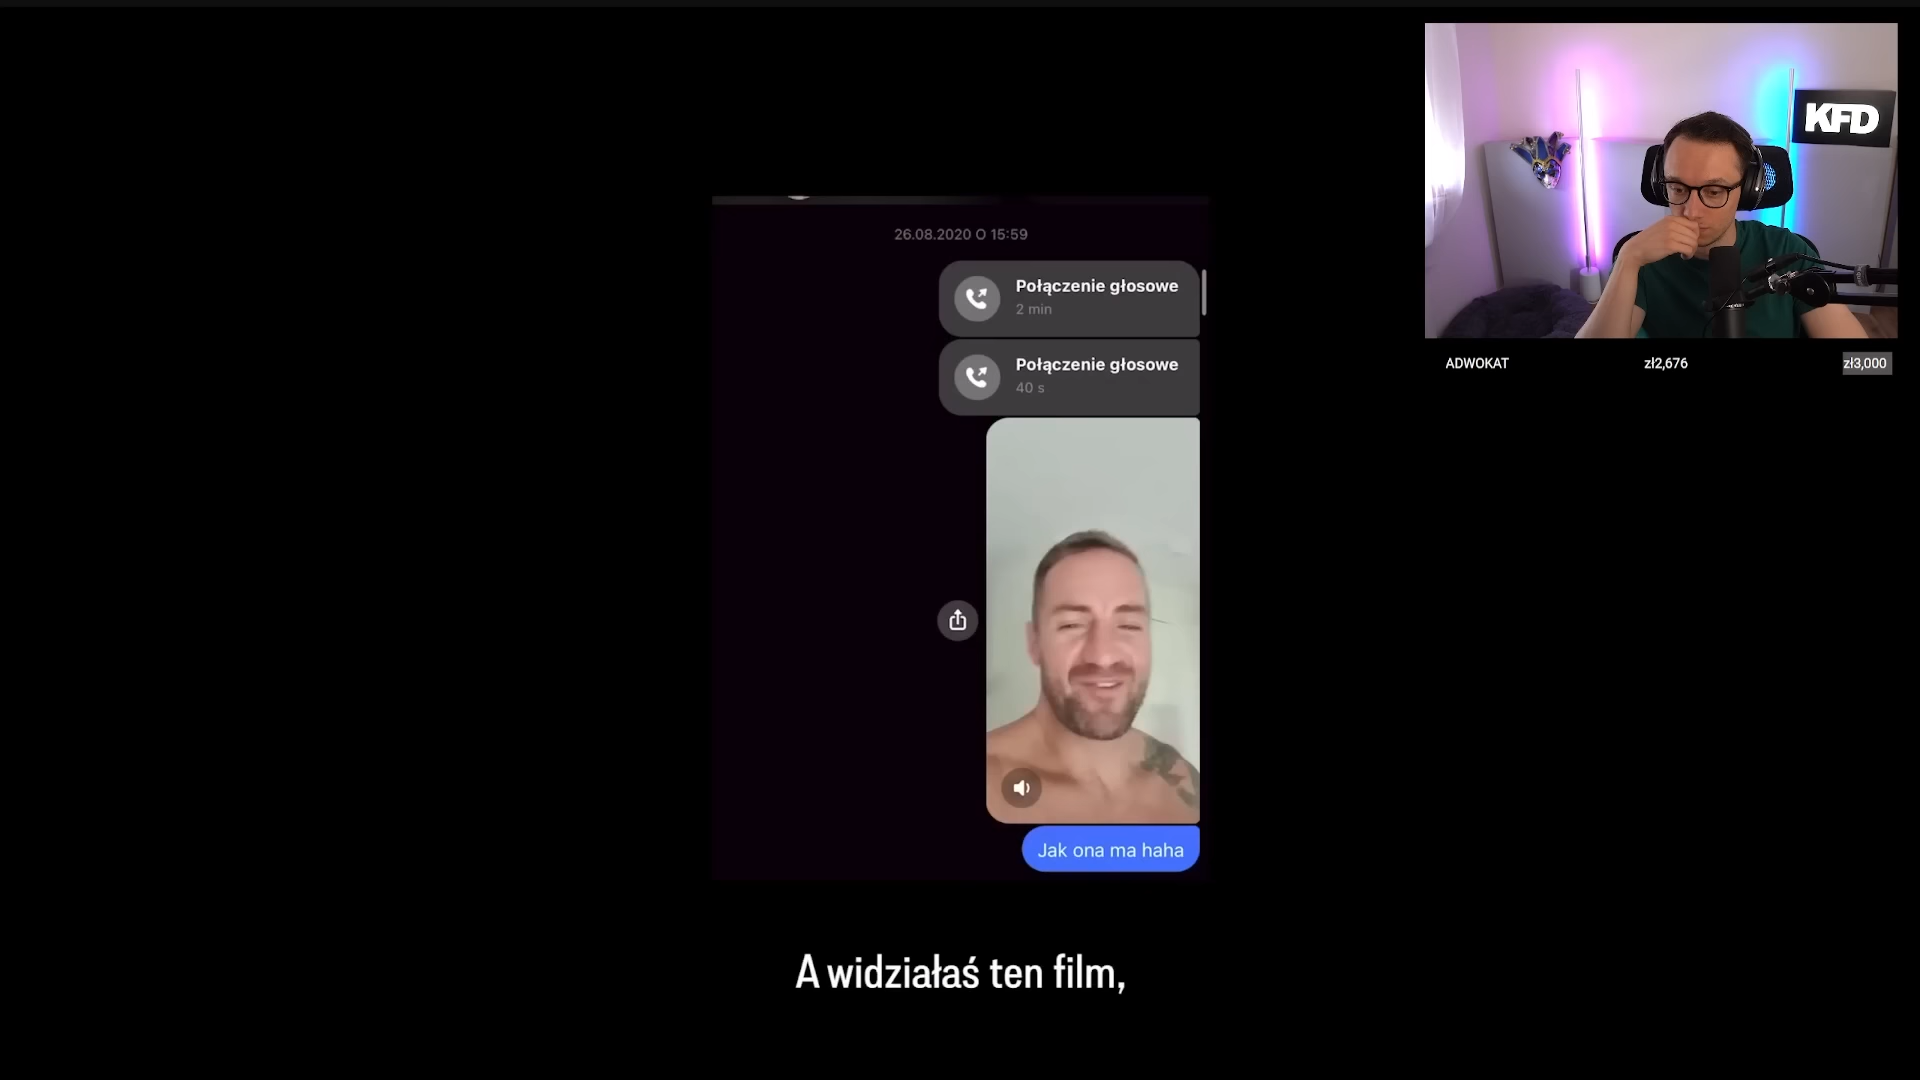 26.08.2020 O 15:59
Połączenie głosowe
2 min
Połączenie głosowe
40 s
Jak ona ma haha
A widziałaś ten film,
KFD
ADWOKAT zł2,676 zł3,000